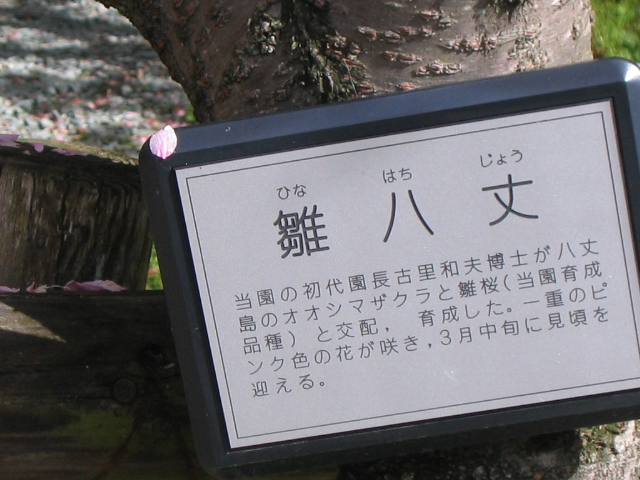 ひな はち じょう
雛 八 丈
当園の初代園長古里和夫博士が八丈
島のオオシマザクラと雛桜(当園育成
品種)と交配, 育成した。一重のピ
ンク色の花が咲き,3月中旬に見頃を
迎える。